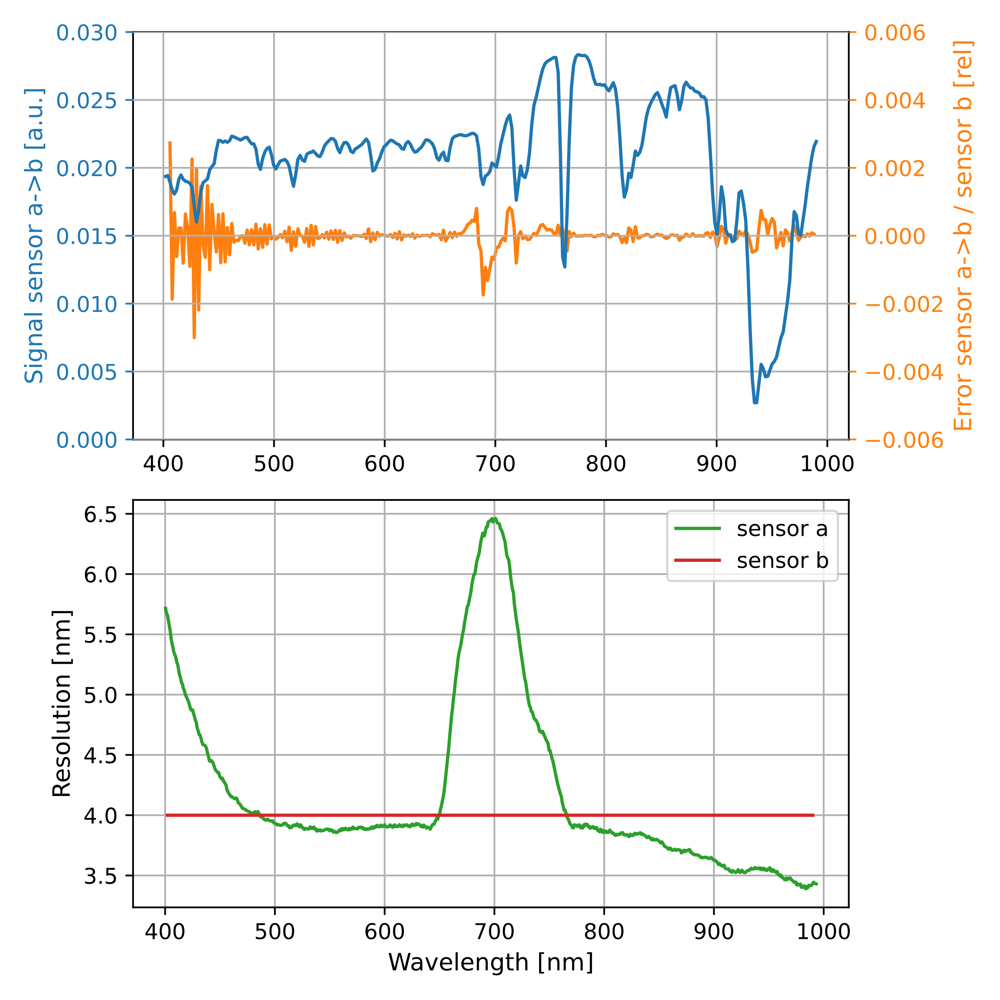 Signal sensor a->b [a.u.]
0.030
0.025
0.020
0.015
0.010
0.005
0.000
0.006
0.004
0.002
0.000
−0.002
−0.004
−0.006
Error sensor a->b / sensor b [rel]
400 500 600 700 800 900 1000
Resolution [nm]
6.5
6.0
5.5
5.0
4.5
4.0
3.5
sensor a
sensor b
400 500 600 700 800 900 1000
Wavelength [nm]